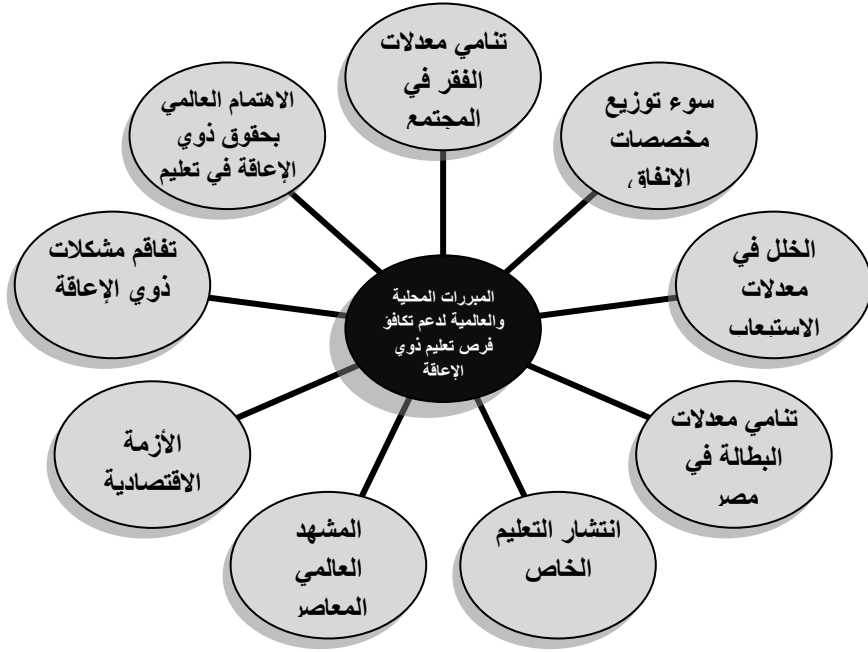 تنامي معدلات
الفقر في
المجتمع
سوء توزيع
مخصصات
الانفاق
الخلل في
معدلات
الاستيعاب
تنامي معدلات
البطالة في
مصر
انتشار التعليم
الخاص
المشهد
العالمي
المعاصر
الأزمة
الاقتصادية
تفاقم مشكلات
ذوي الإعاقة
الاهتمام العالمي
بحقوق ذوي
الإعاقة في تعليم
المبررات المحلية
والعالمية لدعم تكافؤ
فرص تعليم ذوي
الإعاقة